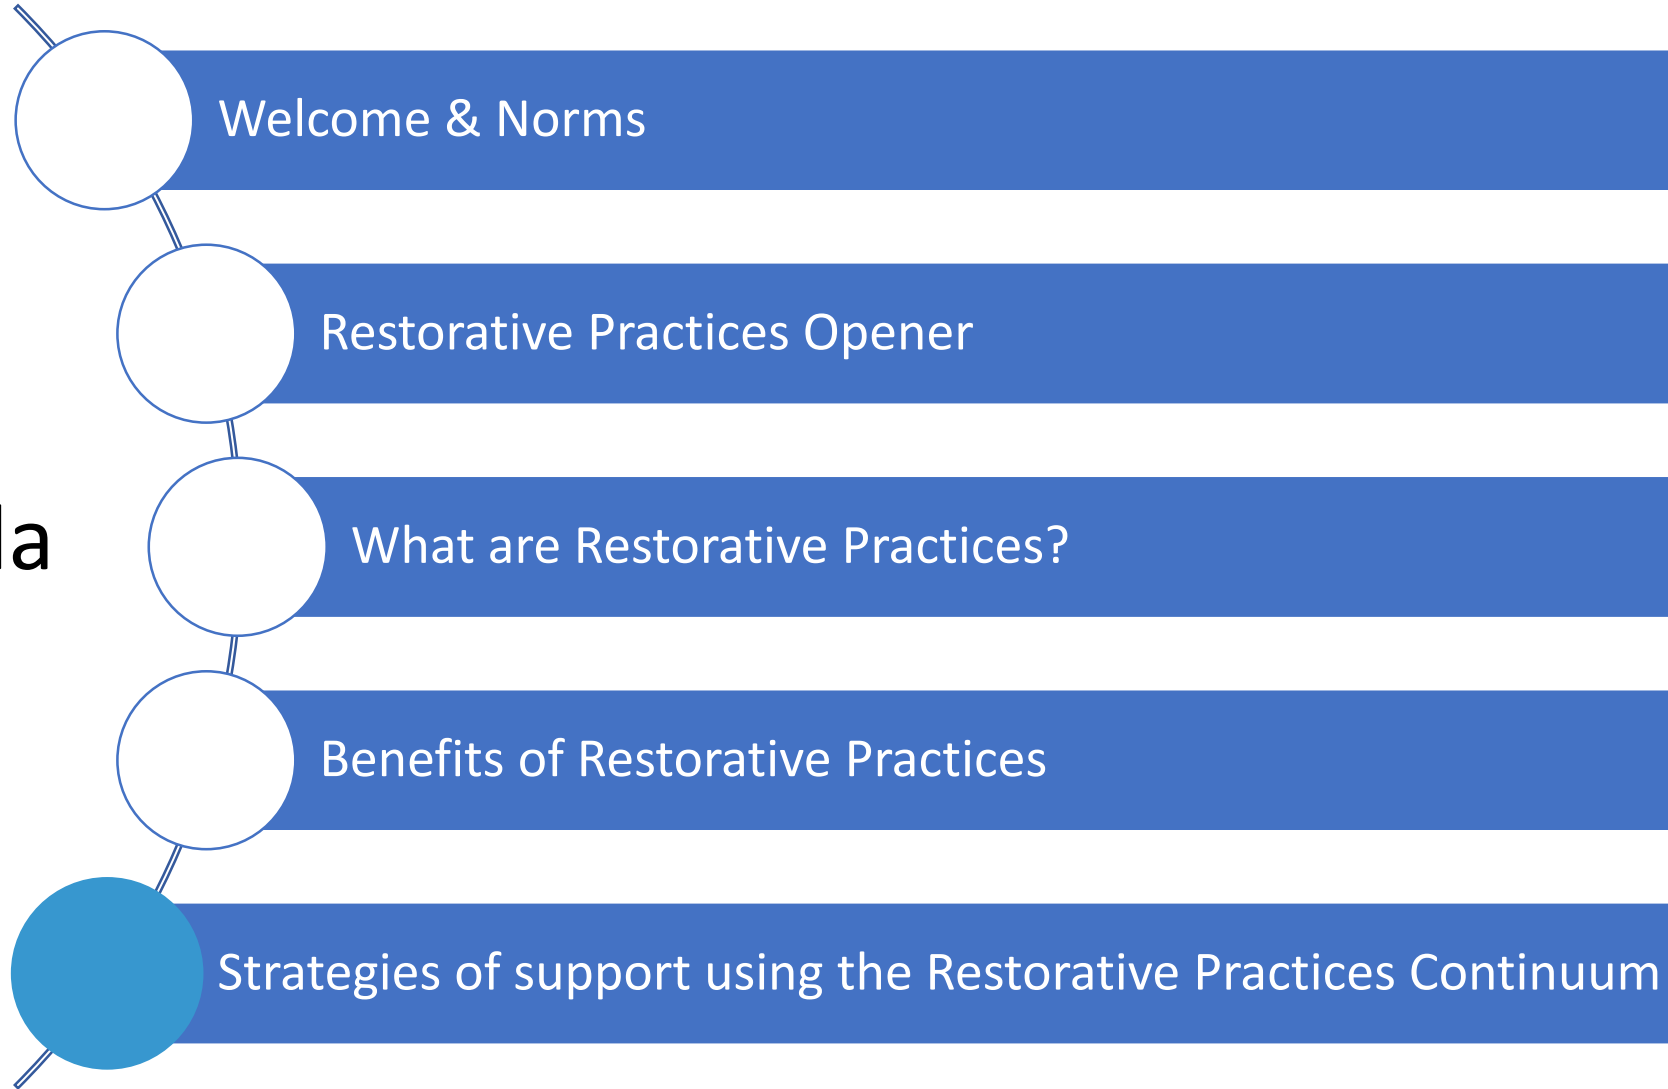 Welcome & Norms
Restorative Practices Opener
What are Restorative Practices?
Benefits of Restorative Practices
Strategies of support using the Restorative Practices Continuum